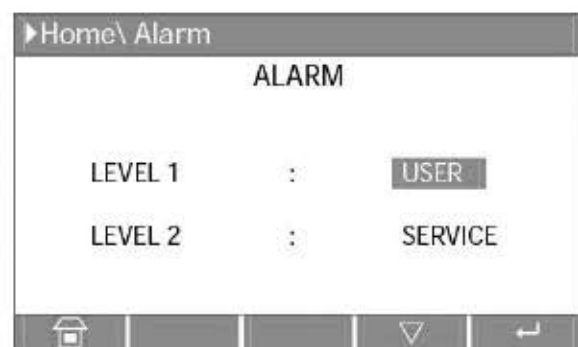 Home\ Alarm
ALARM
LEVEL 1 : USER
LEVEL 2 : SERVICE